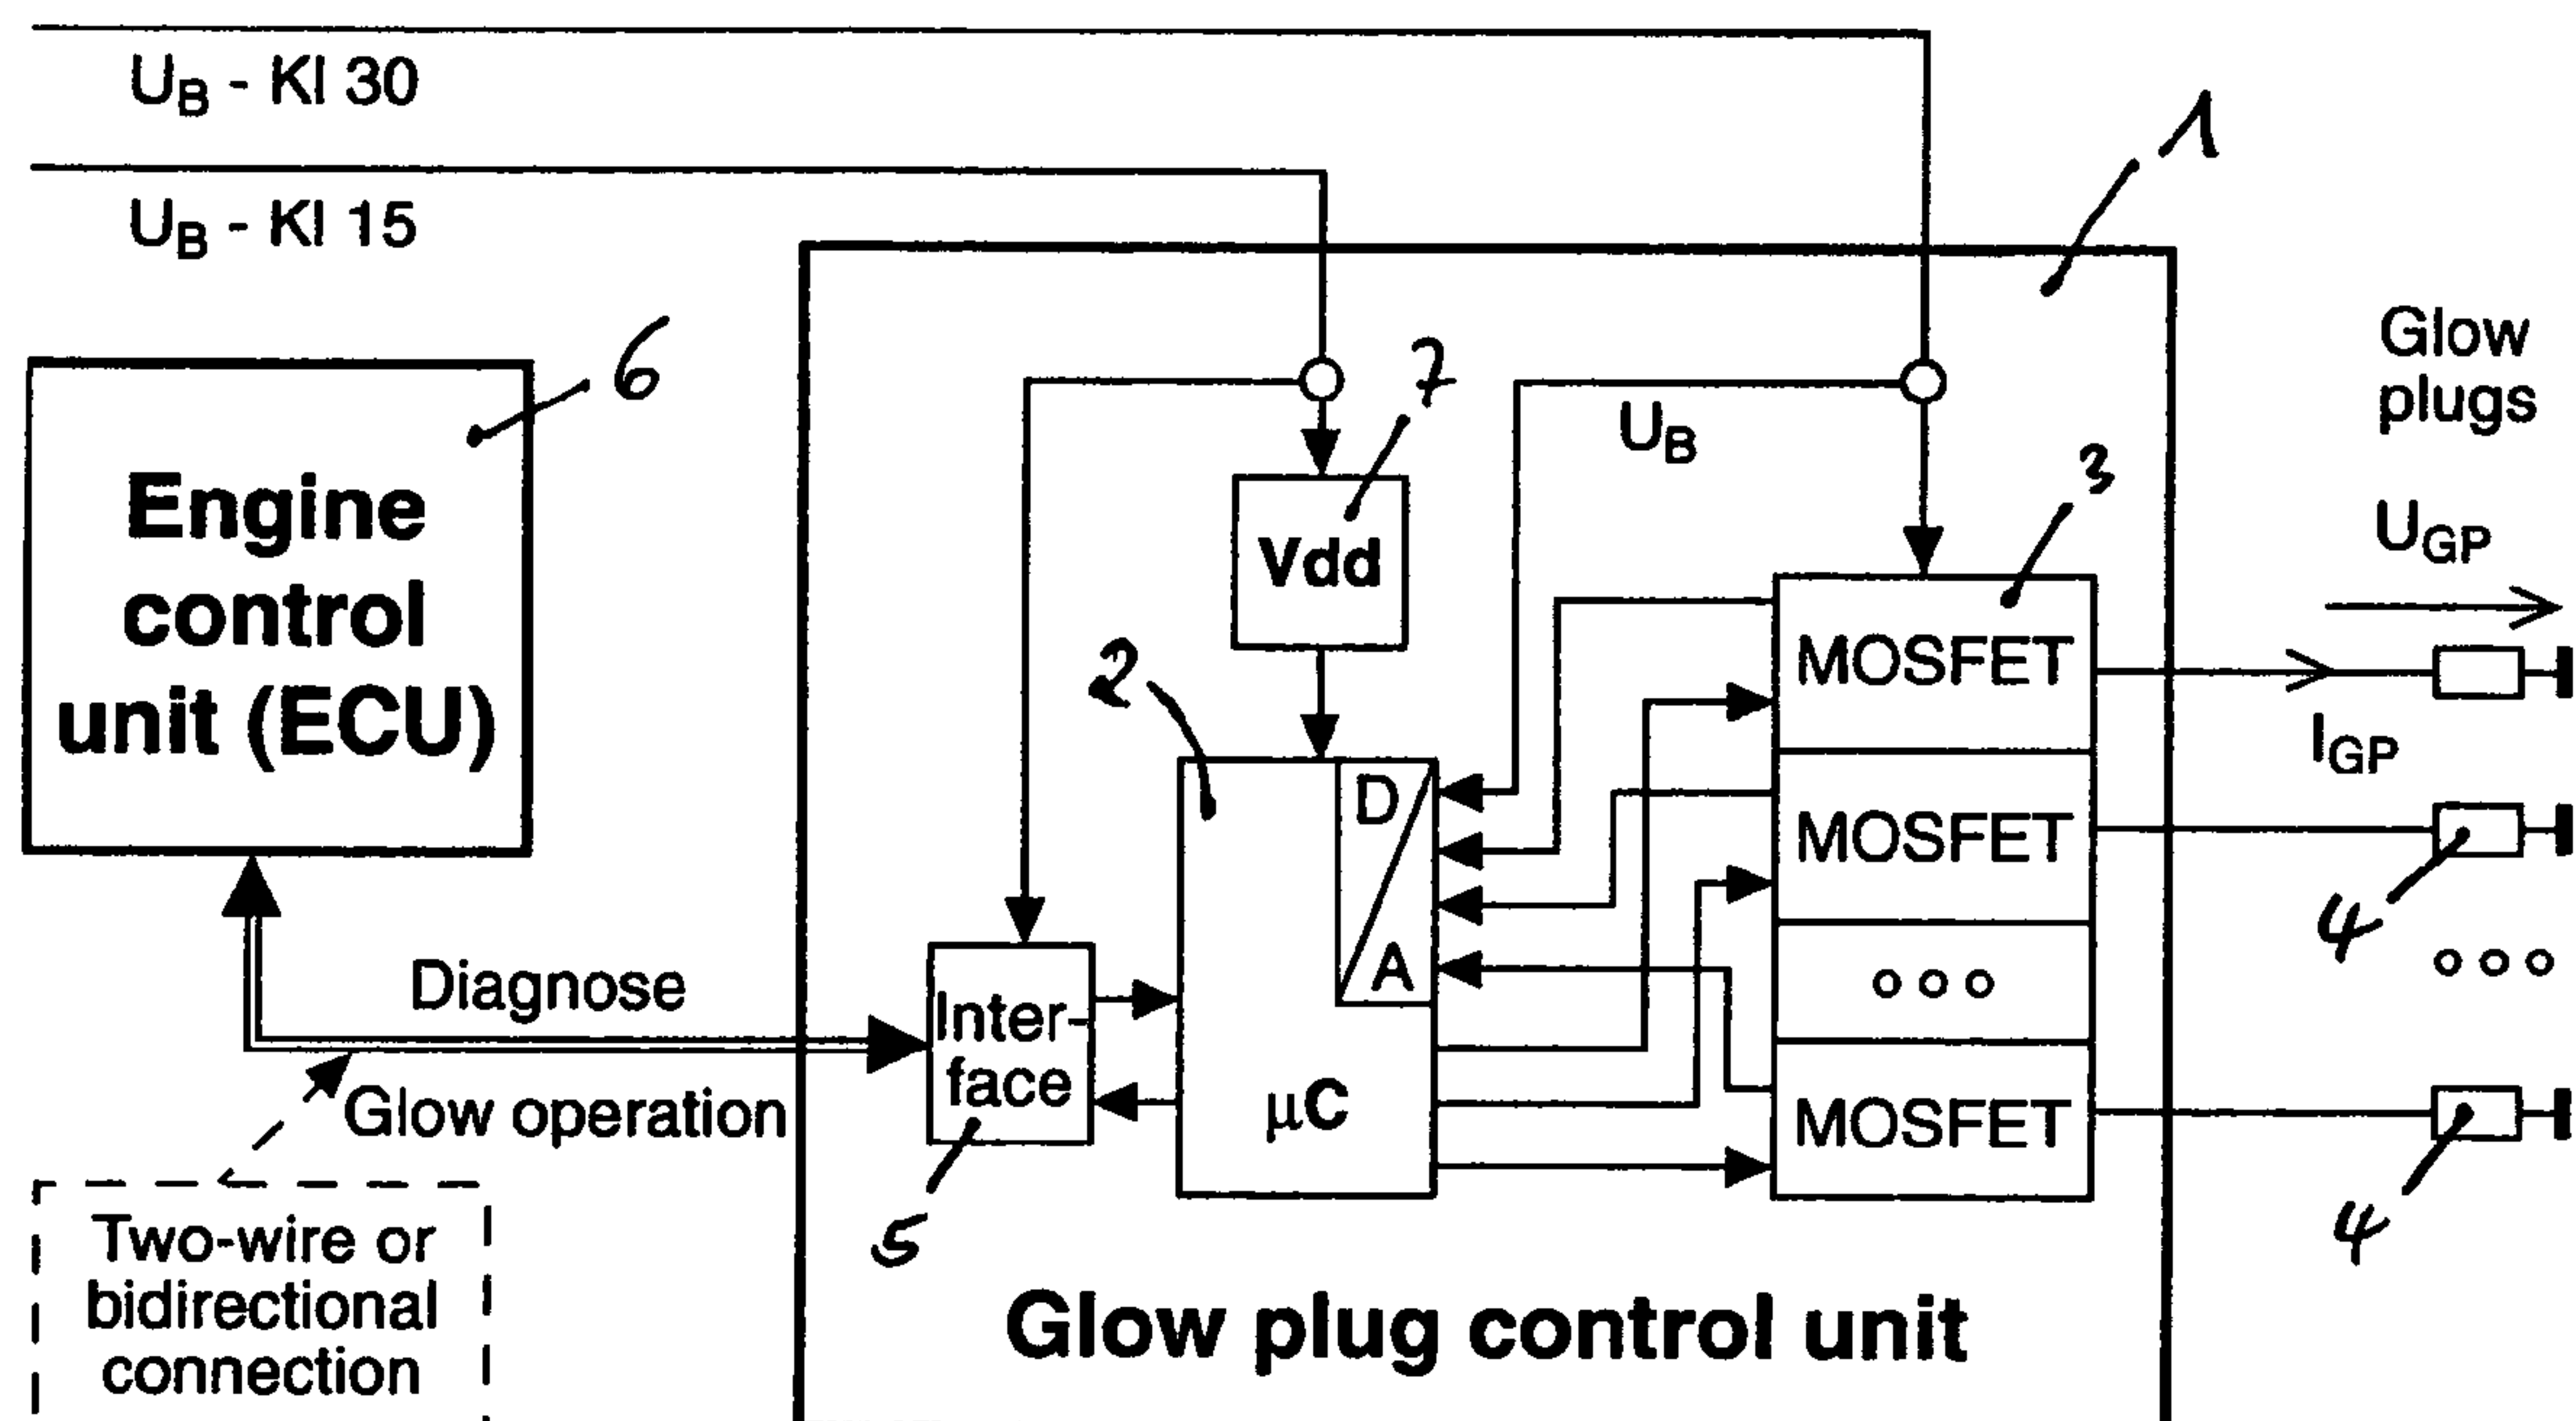 U_B - Kl 30
U_B - Kl 15
1
6
7
3
2
Engine
control
unit (ECU)
Vdd
U_B
Glow
plugs
U_GP
I_GP
MOSFET
MOSFET
o o o
MOSFET
D
A
µC
Inter-
face
5
4
o o o
4
Diagnose
Glow operation
Two-wire or
bidirectional
connection
Glow plug control unit